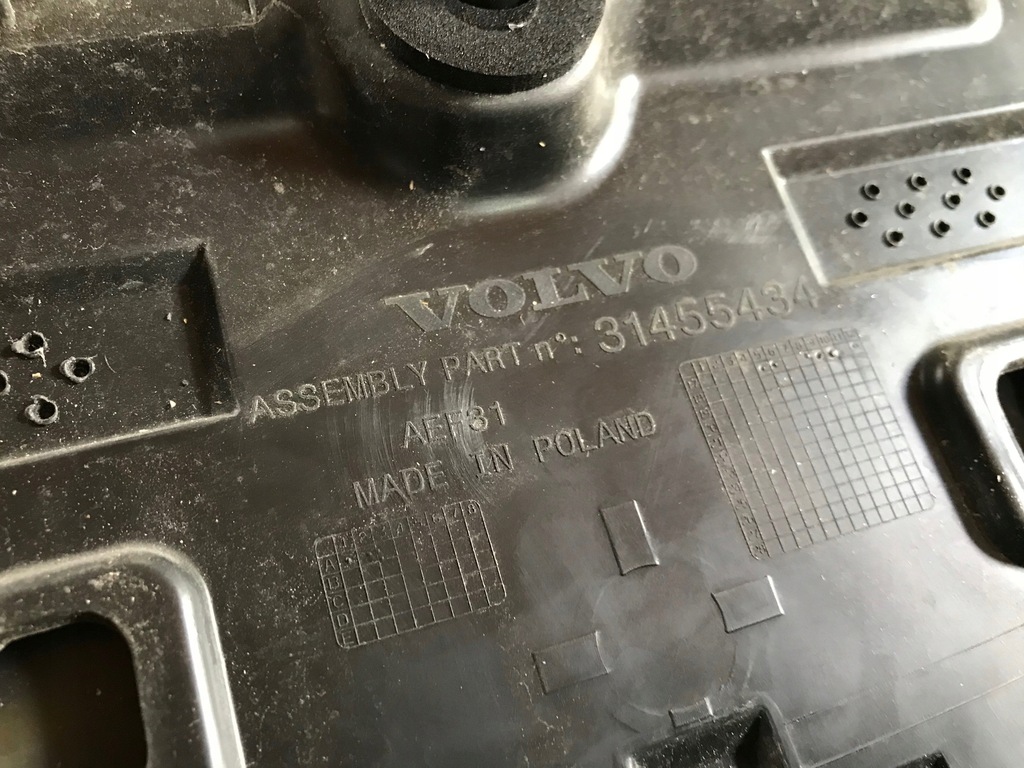 VOLVO
ASSEMBLY PART n°: 31455434
AEF31
MADE IN POLAND